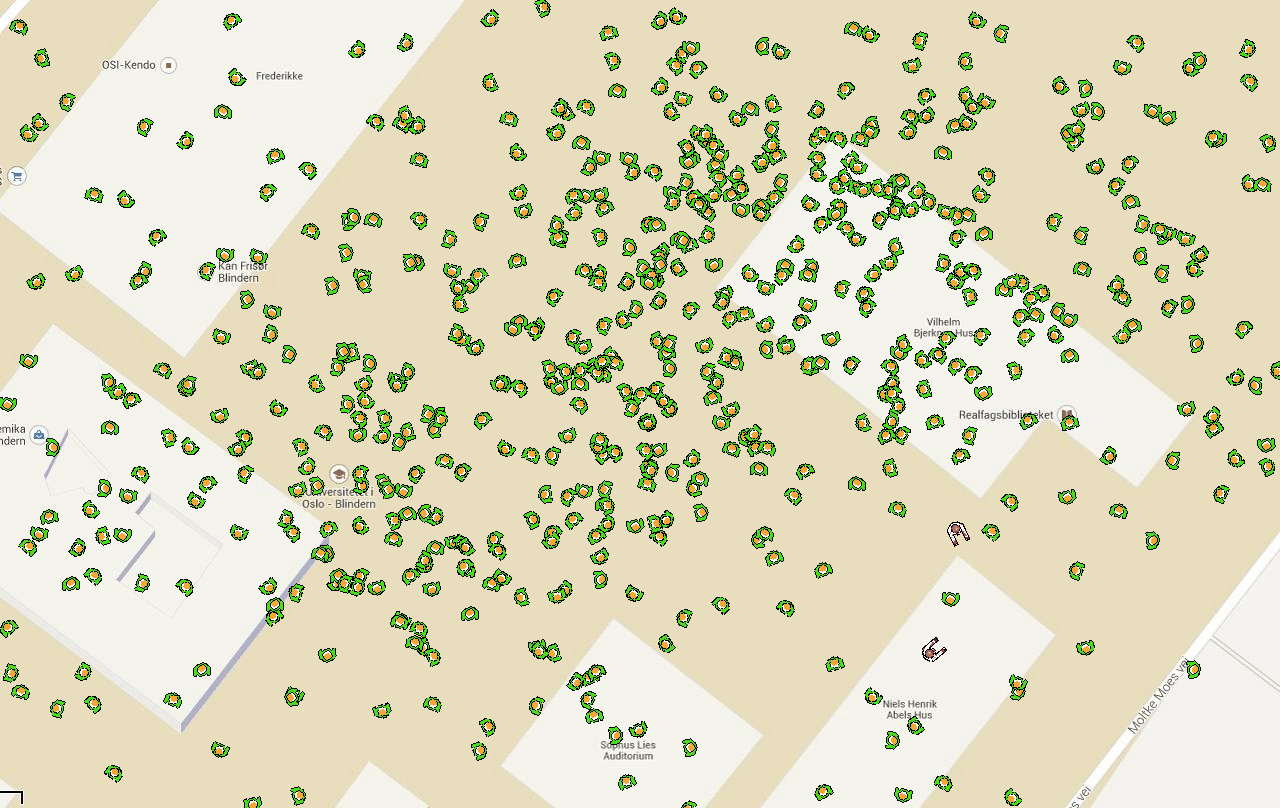 OSI-Kendo
Frederikke
Kan Frisør
Blindern
Vilhelm
Bjerknes Hus
Realfagsbiblioteket
Universitetet i
Oslo - Blindern
Niels Henrik
Abels Hus
Sophus Lies
Auditorium
Moltke Moes vei